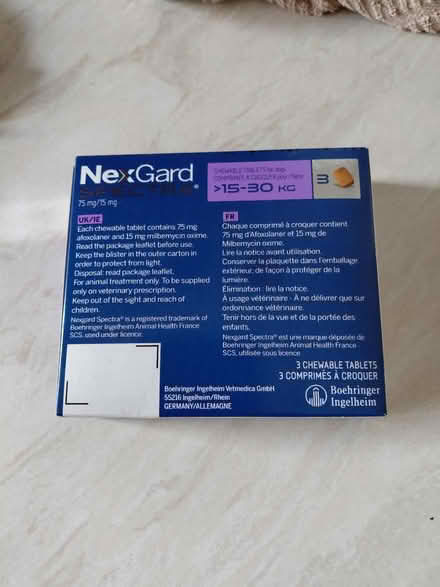 NexGard
SPECTRA®
75 mg/15 mg
CHEWABLE TABLETS for dogs
COMPRIMÉS À CROQUER pour chiens
>15-30 KG
3
UK/IE
Each chewable tablet contains 75 mg
afoxolaner and 15 mg milbemycin oxime.
Read the package leaflet before use.
Keep the blister in the outer carton in
order to protect from light.
Disposal: read package leaflet.
For animal treatment only. To be supplied
only on veterinary prescription.
Keep out of the sight and reach of
children.
Nexgard Spectra® is a registered trademark of
Boehringer Ingelheim Animal Health France
SCS, used under licence.
FR
Chaque comprimé à croquer contient
75 mg d'Afoxolaner et 15 mg de
Milbemycin oxime.
Lire la notice avant utilisation.
Conserver la plaquette dans l'emballage
extérieur, de façon à protéger de la
lumière.
Élimination : lire la notice.
À usage vétérinaire - À ne délivrer que sur
ordonnance vétérinaire.
Tenir hors de la vue et de la portée des
enfants.
Nexgard Spectra® est une marque déposée de
Boehringer Ingelheim Animal Health France
SCS, utilisée sous licence
3 CHEWABLE TABLETS
3 COMPRIMÉS À CROQUER
Boehringer Ingelheim Vetmedica GmbH
55216 Ingelheim/Rhein
GERMANY/ALLEMAGNE
Boehringer
Ingelheim